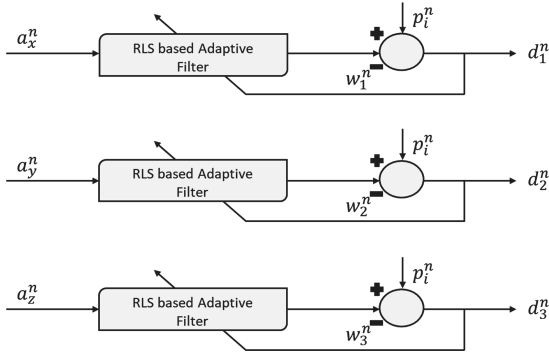 a_x^n
RLS based Adaptive
Filter
p_i^n
w_1^n
d_1^n
a_y^n
RLS based Adaptive
Filter
p_i^n
w_2^n
d_2^n
a_z^n
RLS based Adaptive
Filter
p_i^n
w_3^n
d_3^n